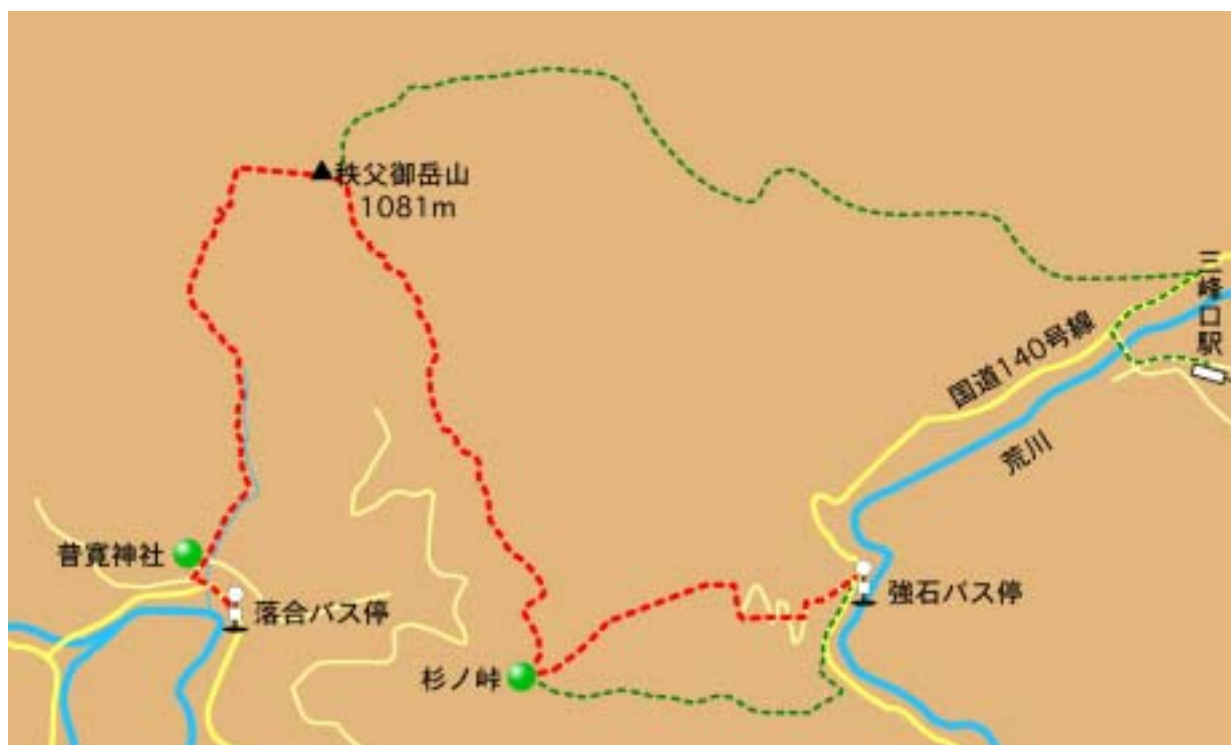 秩父御岳山
1081m
三峰口駅
国道140号線
荒川
普寛神社
落合バス停
強石バス停
杉ノ峠